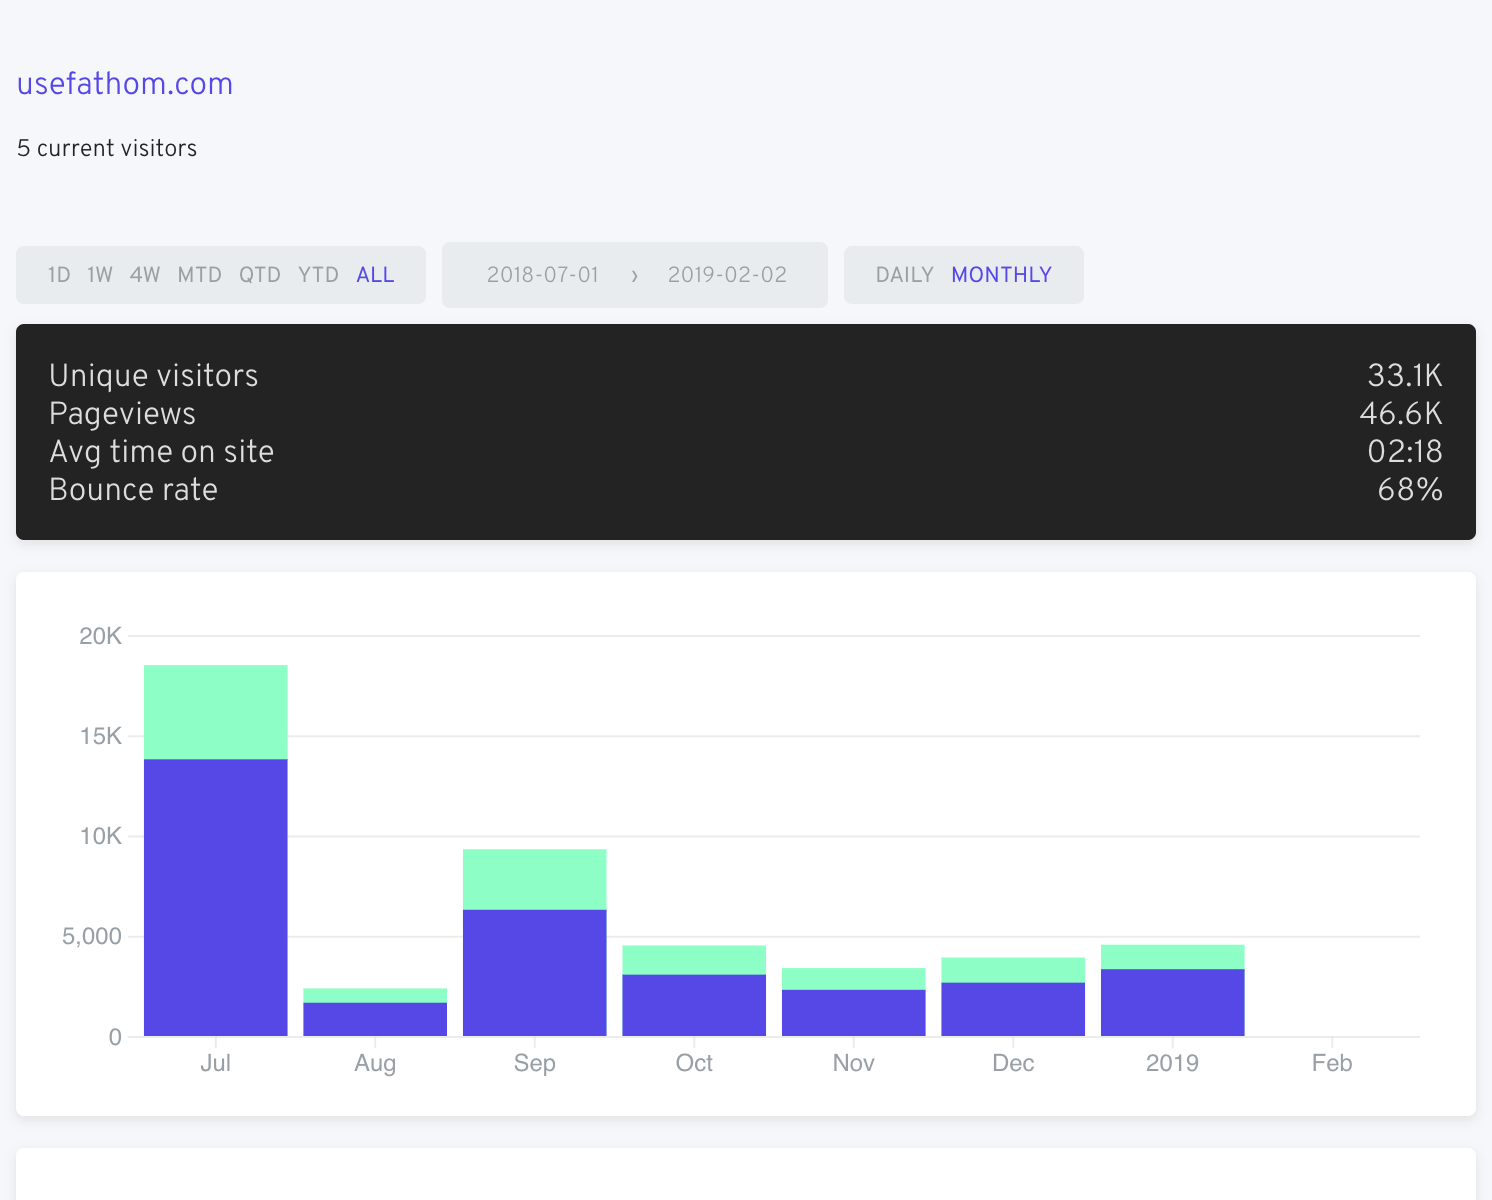 usefathom.com
5 current visitors
1D 1W 4W MTD QTD YTD ALL 2018-07-01 › 2019-02-02 DAILY MONTHLY
Unique visitors 33.1K
Pageviews 46.6K
Avg time on site 02:18
Bounce rate 68%
20K
15K
10K
5,000
0
Jul Aug Sep Oct Nov Dec 2019 Feb